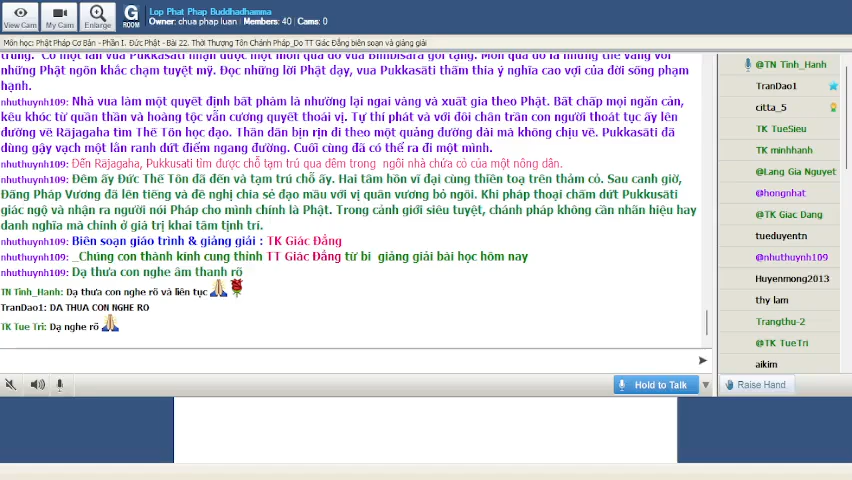 View Cam
My Cam
Enlarge
G
ROOM
Lop Phat Phap Buddhadhamma
Owner: chua phap luan | Members: 40 | Cams: 0
Môn học: Phật Pháp Cơ Bản -Phần I. Đức Phật -Bài 22. Thời Thượng Tôn Chánh Pháp_Do TT Giác Đẳng biên soạn và giảng giải
những Phật ngôn khắc chạm tuyệt mỹ. Đọc những lời Phật dạy, vua Pukkasāti thấm thía ý nghĩa cao vợi của đời sống phạm
hạnh.
nhuthuynh109: Nhà vua làm một quyết định bất phàm là nhường lại ngai vàng và xuất gia theo Phật. Bất chấp mọi ngăn cản,
kêu khóc từ quần thần và hoàng tộc vẫn cương quyết thoái vị. Tự thí phát và với đôi chân trần con người thoát tục ấy lên
đường về Rājagaha tìm Thế Tôn học đạo. Thần dân bịn rịn đi theo một quảng đường dài mà không chịu về. Pukkasāti đã
dùng gậy vạch một lằn ranh dứt điểm ngang đường. Cuối cùng đã có thể ra đi một mình.
nhuthuynh109: Đến Rājagaha, Pukkusati tìm được chỗ tạm trú qua đêm trong ngôi nhà chứa cỏ của một nông dân.
nhuthuynh109: Đêm ấy Đức Thế Tôn đã đến và tạm trú chỗ ấy. Hai tâm hồn vĩ đại cùng thiền toạ trên thảm cỏ. Sau canh giờ,
Đấng Pháp Vương đã lên tiếng và đề nghị chia sẻ đạo mầu với vị quân vương bỏ ngôi. Khi pháp thoại chấm dứt Pukkusāti
giác ngộ và nhận ra người nói Pháp cho mình chính là Phật. Trong cảnh giới siêu tuyệt, chánh pháp không cần nhãn hiệu hay
danh nghĩa mà chính ở giá trị khai tâm tịnh trí.
nhuthuynh109: Biên soạn giáo trình & giảng giải : TK Giác Đẳng
nhuthuynh109: _Chúng con thành kính cung thỉnh TT Giác Đẳng từ bi giảng giải bài học hôm nay
nhuthuynh109: Dạ thưa con nghe âm thanh rõ
TN Tinh_Hanh: Dạ thưa con nghe rõ và liên tục
TranDao1: DA THUA CON NGHE RO
TK Tue Tri: Dạ nghe rõ
@TN Tinh_Hanh
TranDao1
citta_5
TK TueSieu
TK minhhanh
@Lang Gia Nguyet
@hongnhat
@TK Giac Dang
tueduyentn
@nhuthuynh109
Huyenmong2013
thy lam
Trangthu-2
@TK TueTri
aikim
Hold to Talk
Raise Hand